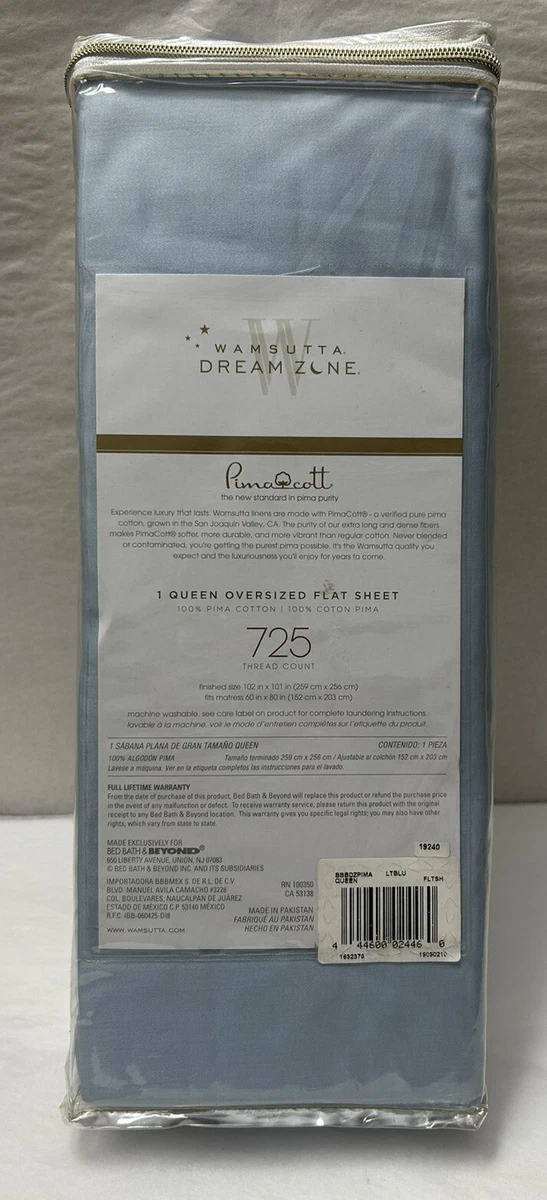 W
WAMSUTTA®
DREAM ZONE®
PimaCott®
the new standard in pima purity
Experience luxury that lasts. Wamsutta linens are made with PimaCott® - a verified pure pima
cotton, grown in the San Joaquin Valley, CA. The purity of our extra long and dense fibers
makes PimaCott® softer, more durable, and more vibrant than regular cotton. Never blended
or contaminated, you're getting the purest pima possible. It's the Wamsutta quality you
expect and the luxuriousness you'll enjoy for years to come.
1 QUEEN OVERSIZED FLAT SHEET
100% PIMA COTTON | 100% COTON PIMA
725
THREAD COUNT
finished size 102 in x 101 in (259 cm x 256 cm)
fits mattress 60 in x 80 in (152 cm x 203 cm)
machine washable. see care label on product for complete laundering instructions.
lavable à la machine. voir le mode d'entretien complètes sur l'etiquette du produit.
1 SÁBANA PLANA DE GRAN TAMAÑO QUEEN CONTENIDO: 1 PIEZA
100% ALGODÓN PIMA Tamaño terminado 259 cm x 256 cm / Ajustable al colchón 152 cm x 203 cm
Lavese a máquina. Ver en la etiqueta completos las instrucciones para el lavado.
FULL LIFETIME WARRANTY
From the date of purchase of this product, Bed Bath & Beyond will replace this product or refund the purchase price
in the event of any malfunction or defect. To receive warranty service, please return this product with the original
receipt to any Bed Bath & Beyond location. This warranty gives you specific legal rights; you may also have other
rights, which vary from state to state.
MADE EXCLUSIVELY FOR
BED BATH & BEYOND®
650 LIBERTY AVENUE, UNION, NJ 07083
© BED BATH & BEYOND INC. AND ITS SUBSIDIARIES
IMPORTADORA BBBMEX S. DE R.L. DE C.V.
BLVD. MANUEL AVILA CAMACHO #3228
COL. BOULEVARES, NAUCALPAN DE JUÁREZ
ESTADO DE MÉXICO C.P. 53140 MÉXICO
R.F.C. IBB-060425-DI8
WWW.WAMSUTTA.COM
RN 100350
CA 53138
MADE IN PAKISTAN
FABRIQUÉ AU PAKISTAN
HECHO EN PAKISTÁN
19240
BBBDZPIMA LTBLU
QUEEN FLTSH
4 44600 02446 0
1632378 1909021C